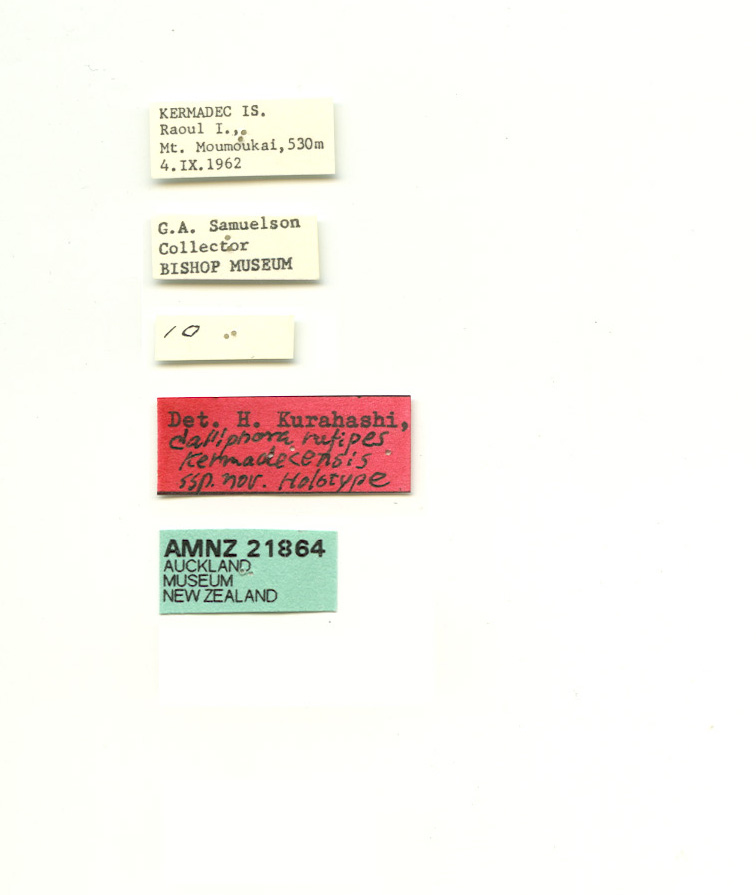 KERMADEC IS.
Raoul I.,
Mt. Moumoukai,530m
4.IX.1962
G.A. Samuelson
Collector
BISHOP MUSEUM
10
Det. H. Kurahashi,
Calliphora rufipes
Kermadecensis
ssp. nov. Holotype
AMNZ 21864
AUCKLAND
MUSEUM
NEW ZEALAND